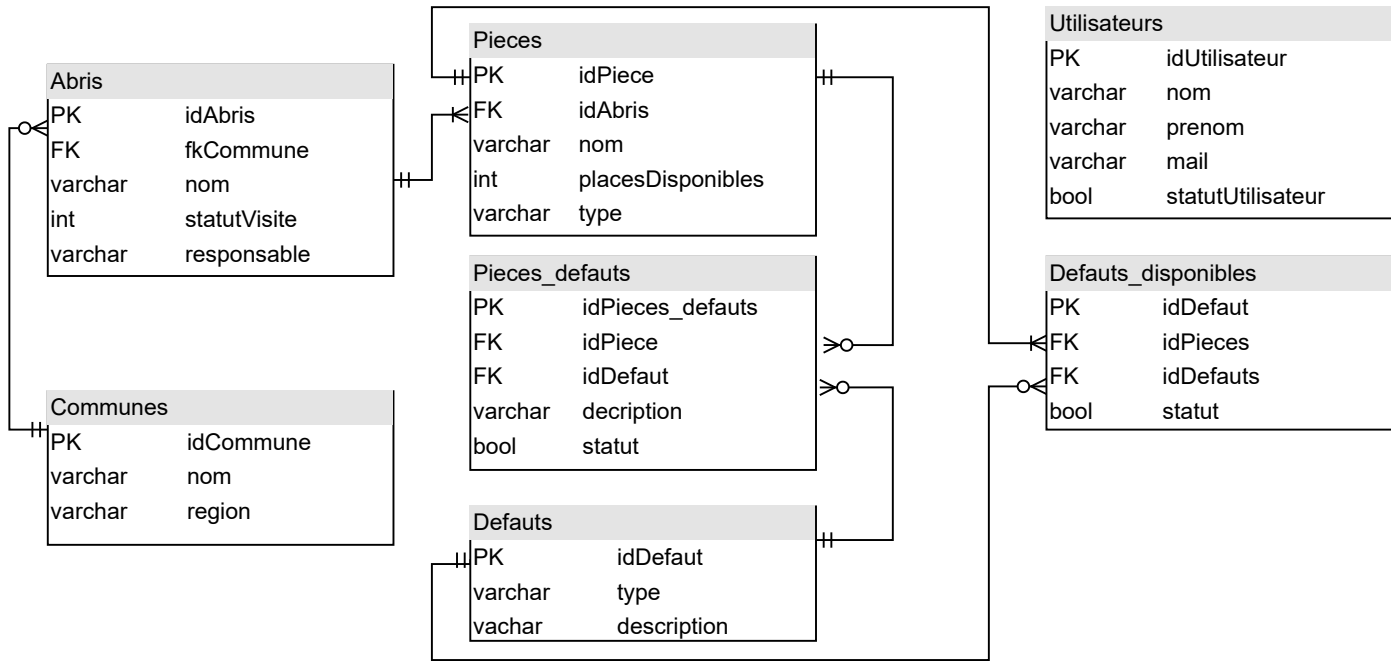 Abris
PK idAbris
FK fkCommune
varchar nom
int statutVisite
varchar responsable
Communes
PK idCommune
varchar nom
varchar region
Pieces
PK idPiece
FK idAbris
varchar nom
int placesDisponibles
varchar type
Pieces_defauts
PK idPieces_defauts
FK idPiece
FK idDefaut
varchar decription
bool statut
Defauts
PK idDefaut
varchar type
vachar description
Utilisateurs
PK idUtilisateur
varchar nom
varchar prenom
varchar mail
bool statutUtilisateur
Defauts_disponibles
PK idDefaut
FK idPieces
FK idDefauts
bool statut